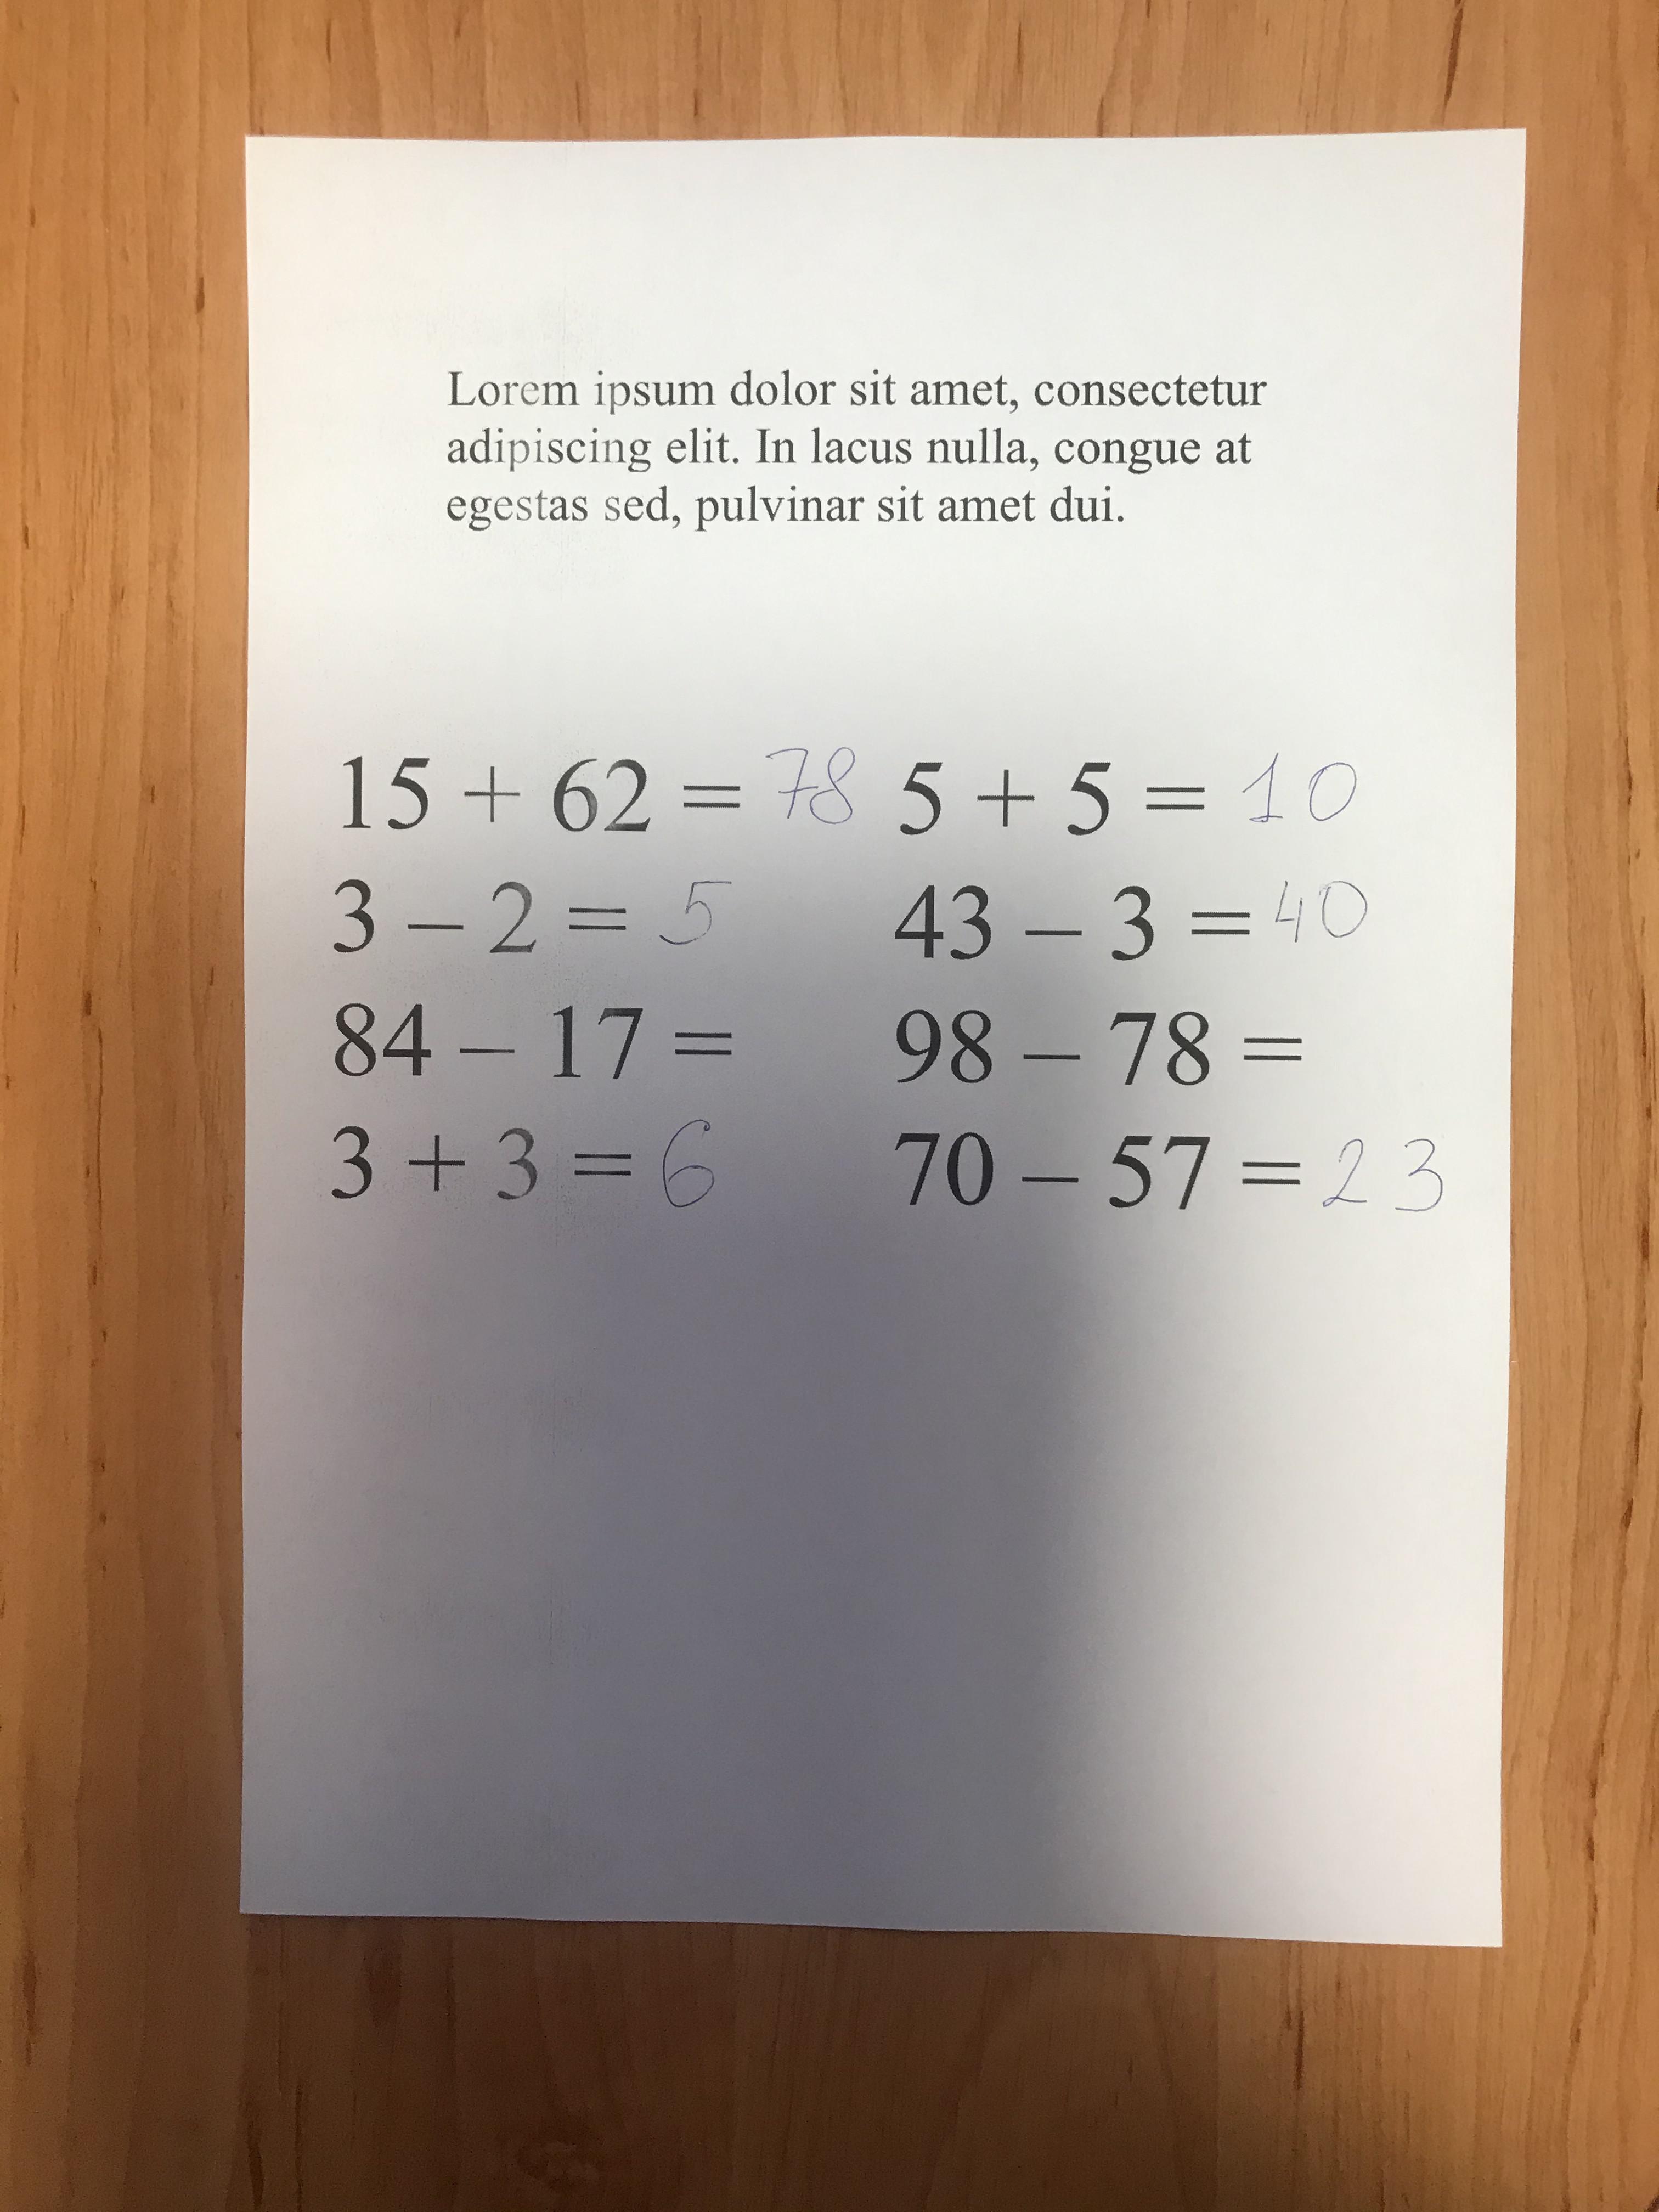 Lorem ipsum dolor sit amet, consectetur
adipiscing elit. In lacus nulla, congue at
egestas sed, pulvinar sit amet dui.
15 + 62 = 78 5 + 5 = 10
3 – 2 = 5 43 – 3 = 40
84 – 17 = 98 – 78 =
3 + 3 = 6 70 – 57 = 23